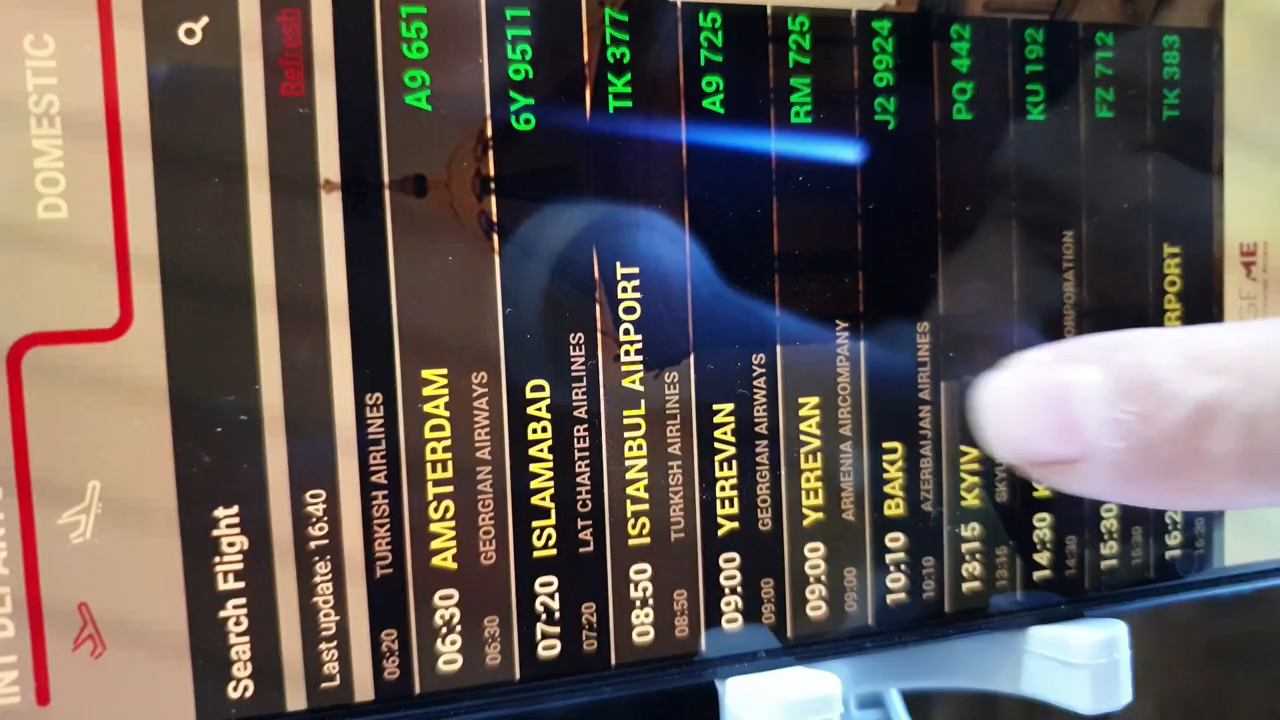 DOMESTIC
Search Flight
Last update: 16:40
Refresh
06:20 TURKISH AIRLINES
06:30 AMSTERDAM A9 651
06:30 GEORGIAN AIRWAYS
07:20 ISLAMABAD 6Y 9511
07:20 LAT CHARTER AIRLINES
08:50 ISTANBUL AIRPORT TK 377
08:50 TURKISH AIRLINES
09:00 YEREVAN A9 725
09:00 GEORGIAN AIRWAYS
09:00 YEREVAN RM 725
09:00 ARMENIA AIRCOMPANY
10:10 BAKU J2 9924
10:10 AZERBAIJAN AIRLINES
13:15 KYIV PQ 442
13:15
14:30 KU 192
14:30
15:30 FZ 712
15:30
TK 383
16:20